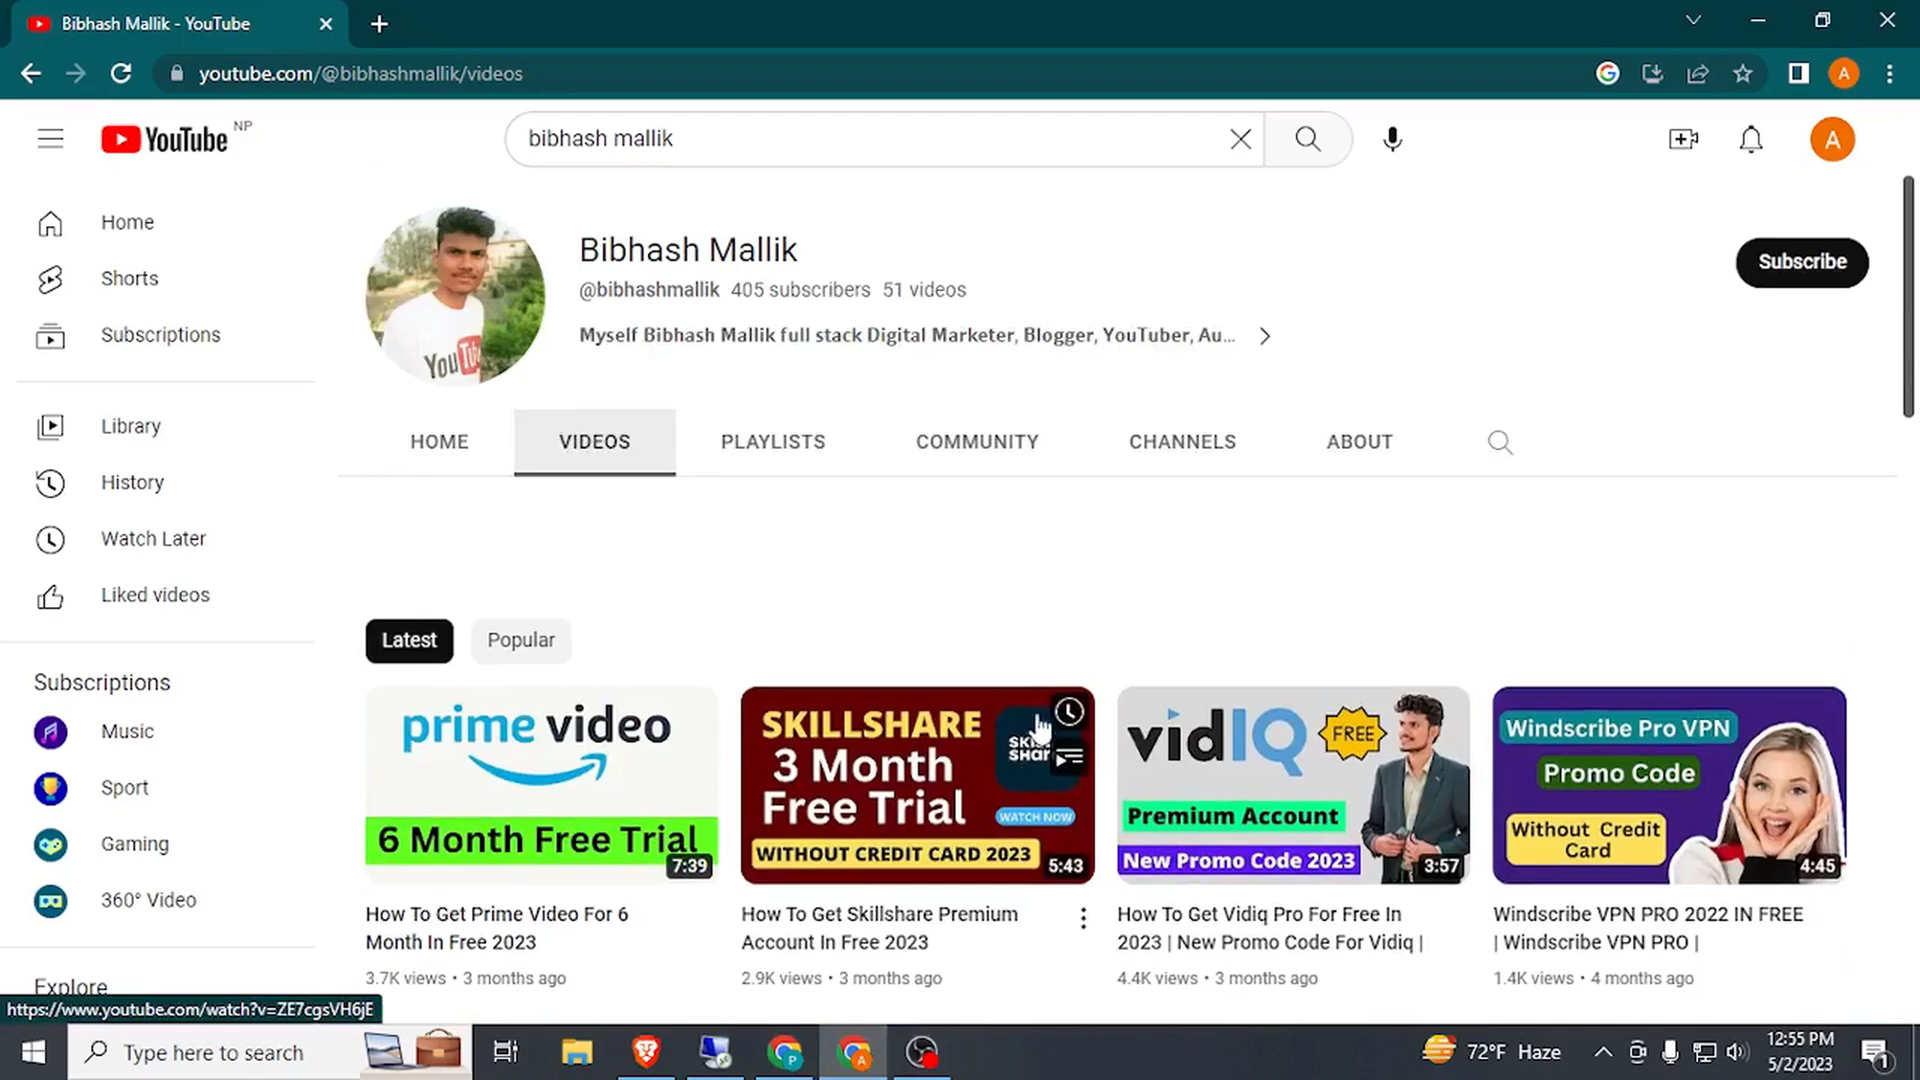 Bibhash Mallik - YouTube
youtube.com/@bibhashmallik/videos
A
YouTube NP
bibhash mallik
A
Home
Shorts
Subscriptions
Library
History
Watch Later
Liked videos
Subscriptions
Music
Sport
Gaming
360° Video
Explore
https://www.youtube.com/watch?v=ZE7cgsVH6jE
Bibhash Mallik
@bibhashmallik 405 subscribers 51 videos
Myself Bibhash Mallik full stack Digital Marketer, Blogger, YouTuber, Au...
Subscribe
HOME VIDEOS PLAYLISTS COMMUNITY CHANNELS ABOUT
Latest Popular
prime video
6 Month Free Trial
7:39
How To Get Prime Video For 6
Month In Free 2023
3.7K views • 3 months ago
SKILLSHARE
3 Month
Free Trial
WATCH NOW
WITHOUT CREDIT CARD 2023
5:43
How To Get Skillshare Premium
Account In Free 2023
2.9K views • 3 months ago
vidIQ
FREE
Premium Account
New Promo Code 2023
3:57
How To Get Vidiq Pro For Free In
2023 | New Promo Code For Vidiq |
4.4K views • 3 months ago
Windscribe Pro VPN
Promo Code
Without Credit
Card
4:45
Windscribe VPN PRO 2022 IN FREE
| Windscribe VPN PRO |
1.4K views • 4 months ago
Type here to search
P
A
72°F Haze
12:55 PM
5/2/2023
1